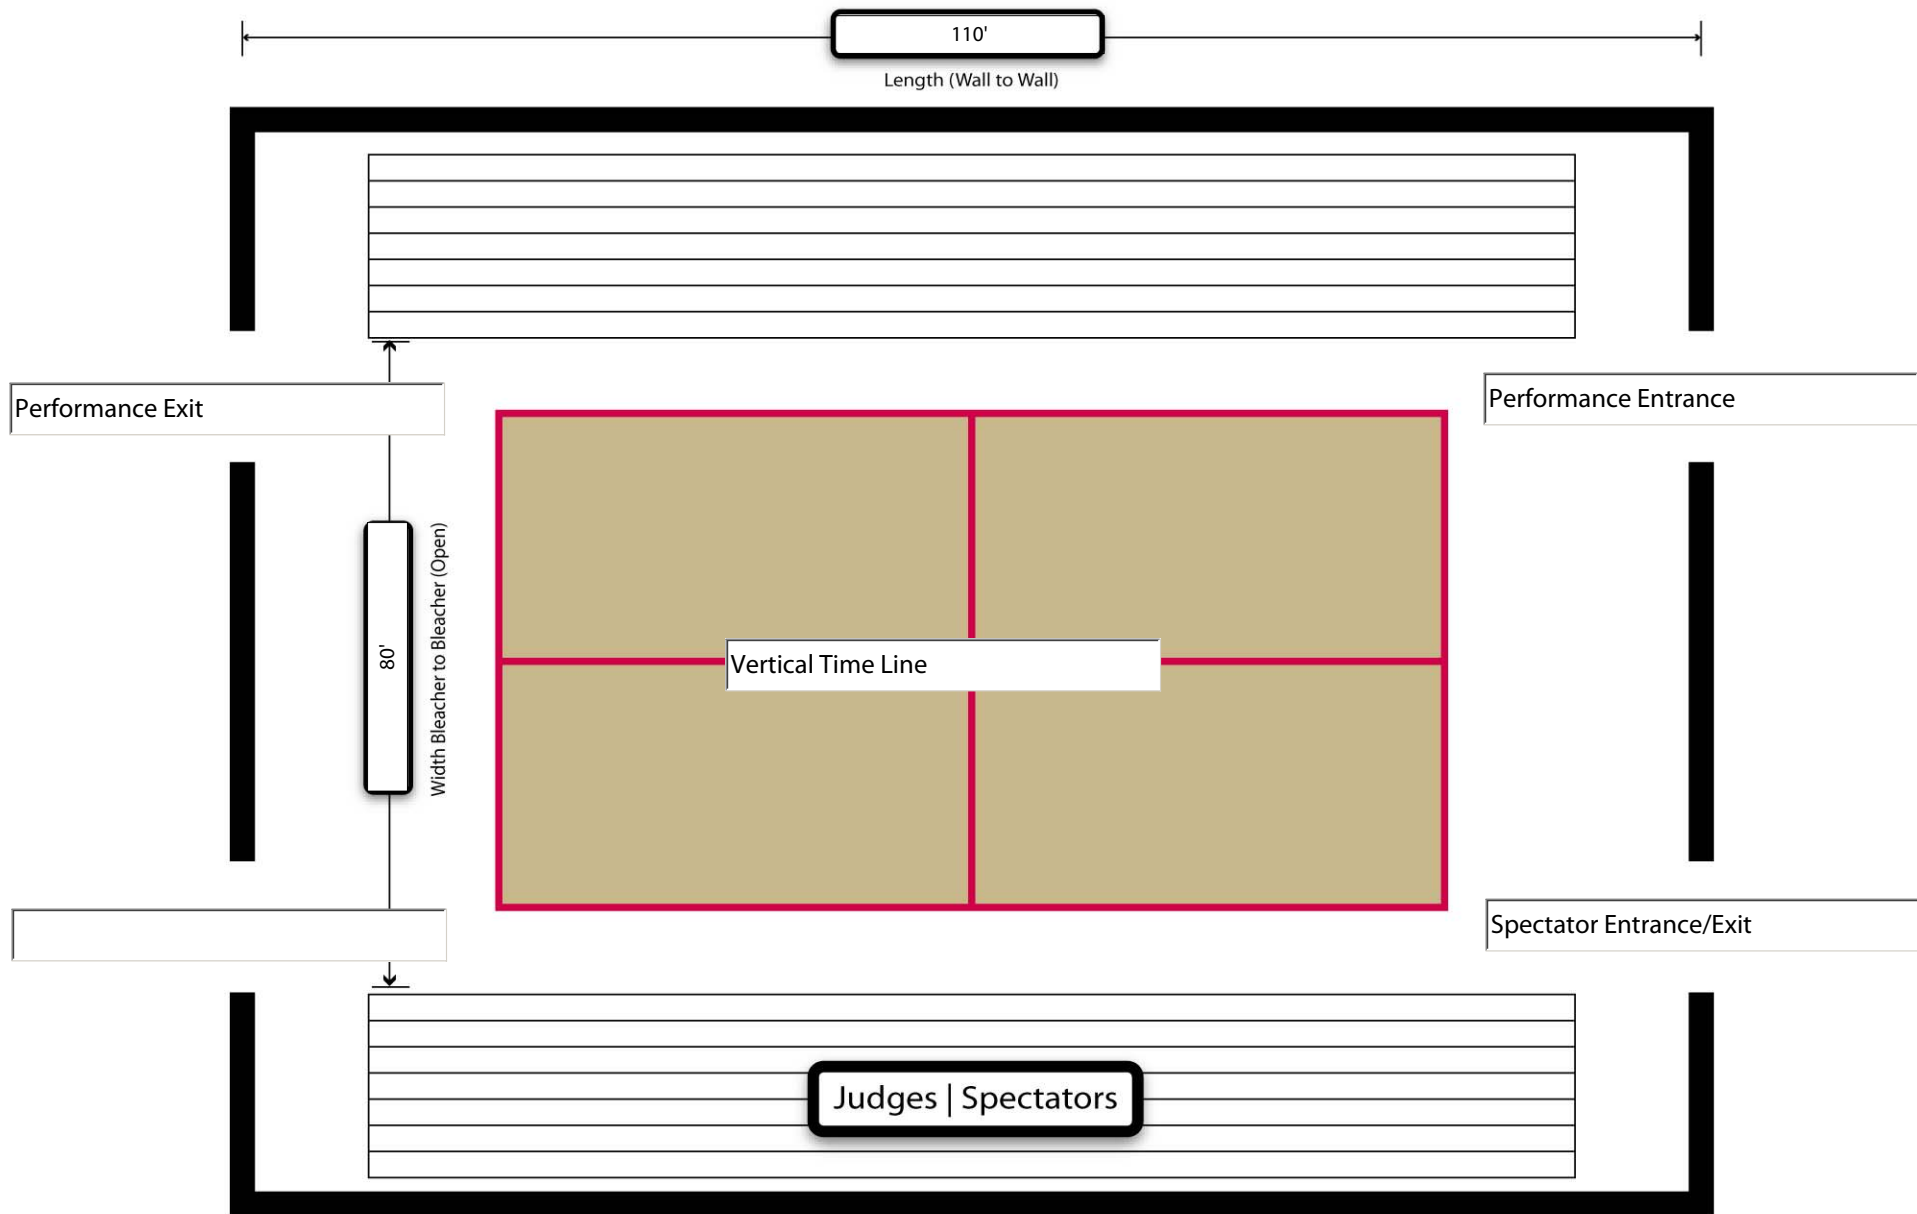 110'
Length (Wall to Wall)
Performance Exit
Performance Entrance
80'
Width Bleacher to Bleacher (Open)
Vertical Time Line
Spectator Entrance/Exit
Judges | Spectators